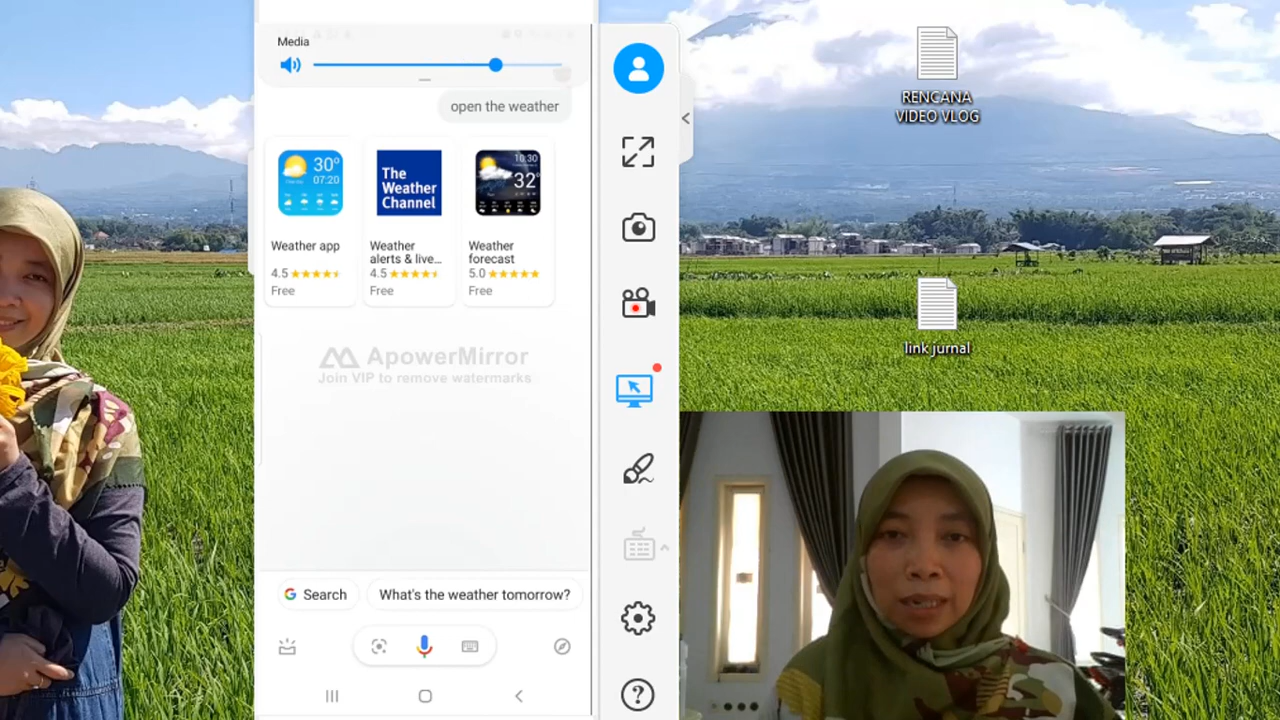 Media
open the weather
30°
07:20
The
Weather
Channel
10:30
32°
Weather app
4.5
Free
Weather
alerts & live...
4.5
Free
Weather
forecast
5.0
Free
ApowerMirror
Join VIP to remove watermarks
G Search
What's the weather tomorrow?
RENCANA
VIDEO VLOG
link jurnal